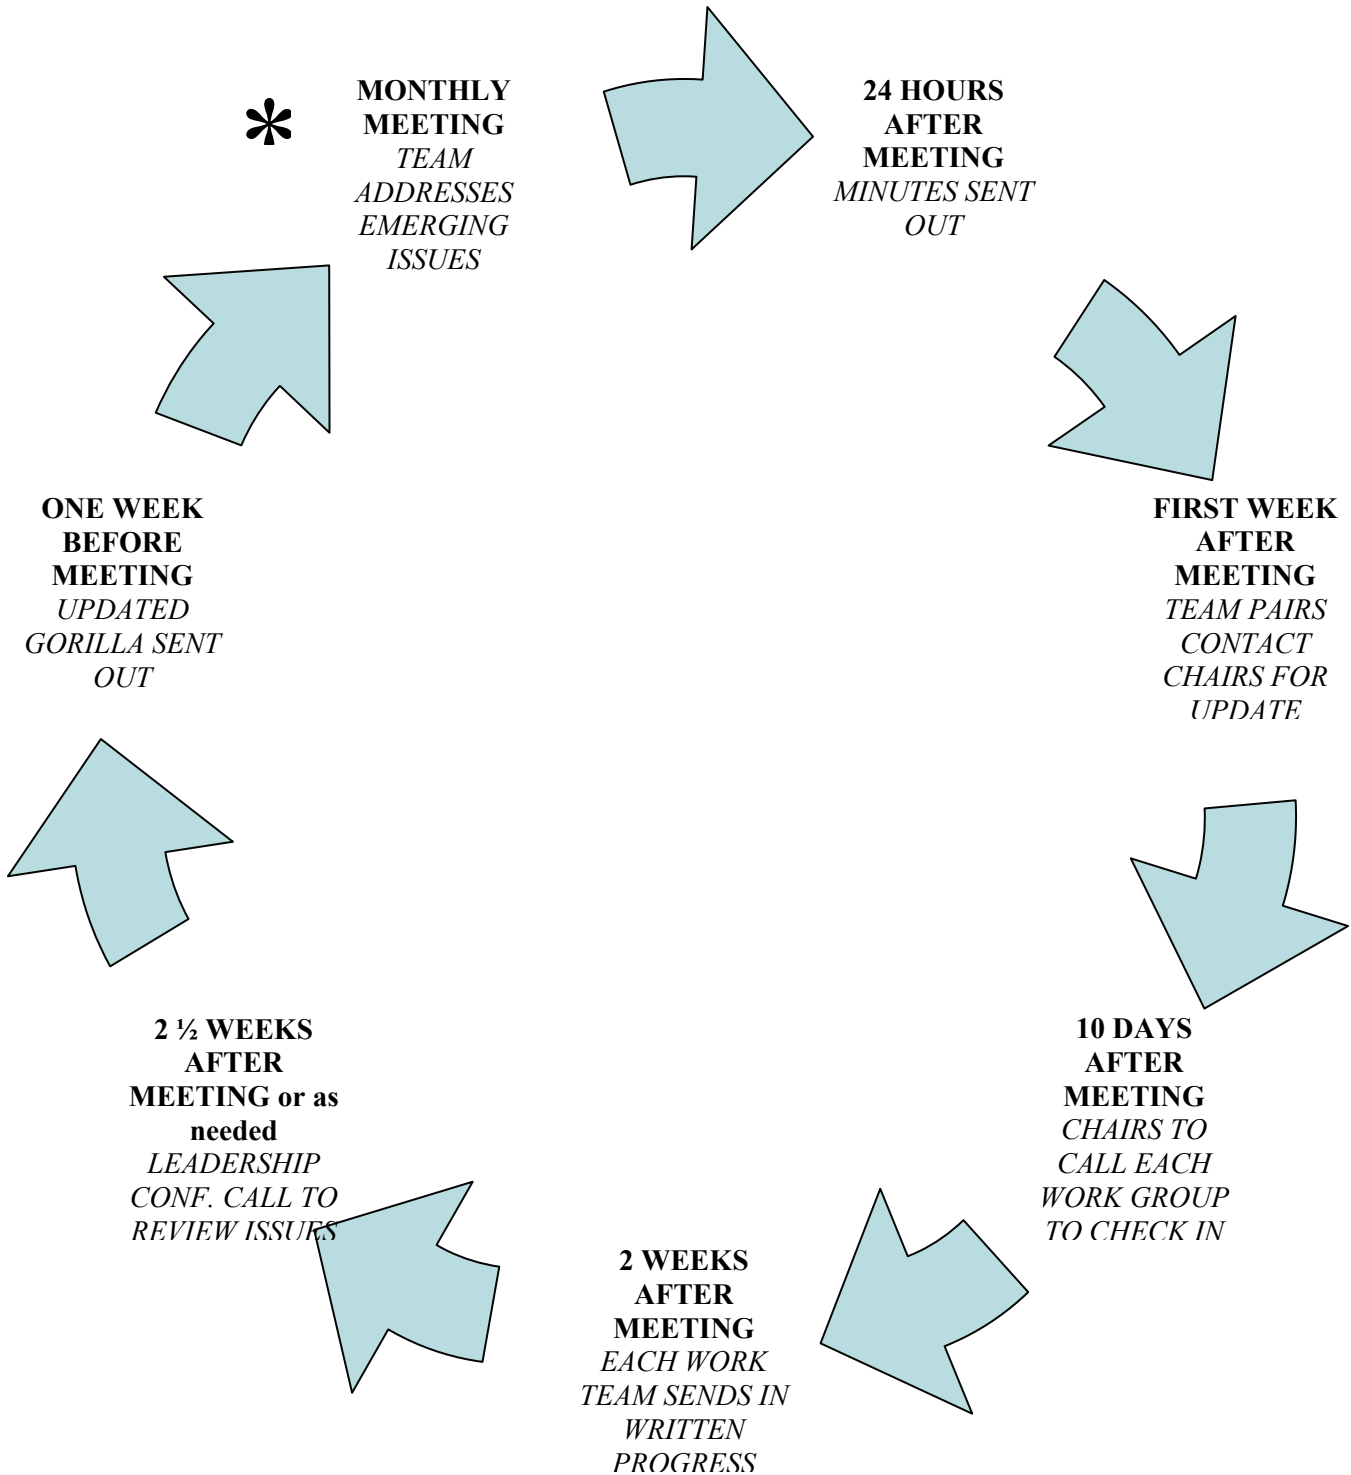 *
MONTHLY
MEETING
TEAM
ADDRESSES
EMERGING
ISSUES
24 HOURS
AFTER
MEETING
MINUTES SENT
OUT
FIRST WEEK
AFTER
MEETING
TEAM PAIRS
CONTACT
CHAIRS FOR
UPDATE
10 DAYS
AFTER
MEETING
CHAIRS TO
CALL EACH
WORK GROUP
TO CHECK IN
2 WEEKS
AFTER
MEETING
EACH WORK
TEAM SENDS IN
WRITTEN
PROGRESS
2 ½ WEEKS
AFTER
MEETING or as
needed
LEADERSHIP
CONF. CALL TO
REVIEW ISSUES
ONE WEEK
BEFORE
MEETING
UPDATED
GORILLA SENT
OUT